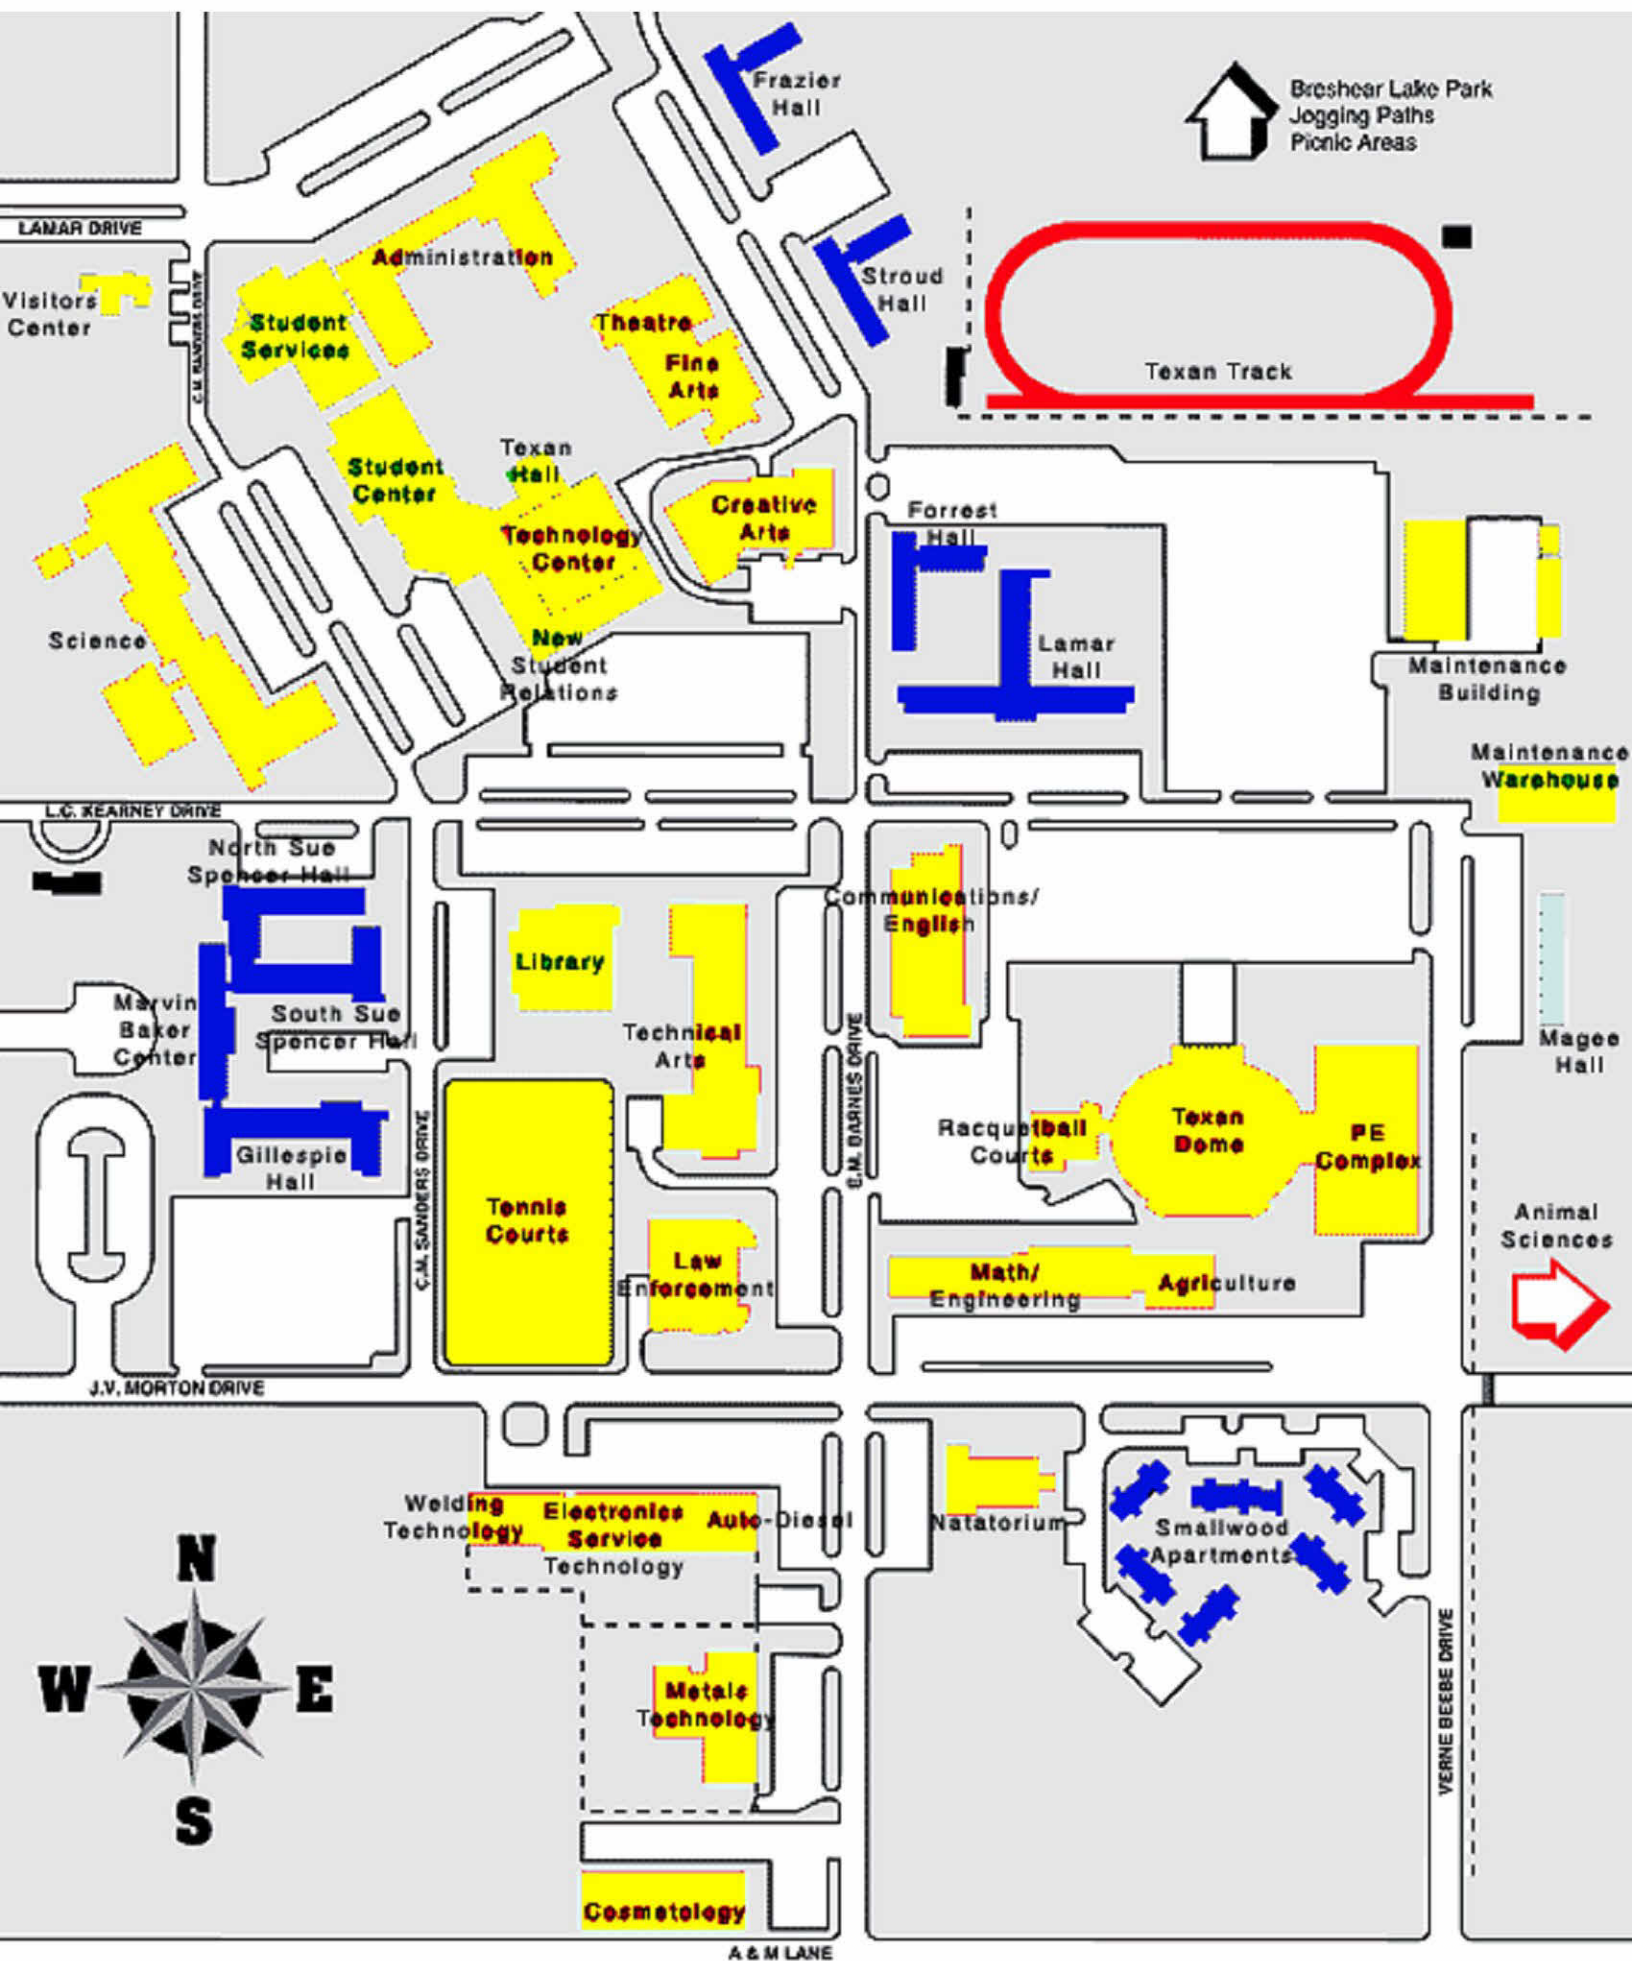 Frazier
Hall
Breshear Lake Park
Jogging Paths
Picnic Areas
LAMAR DRIVE
Administration
Visitors
Center
C.M. SANDERS DRIVE
Student
Services
Theatre
Fine
Arts
Stroud
Hall
Texan Track
Student
Center
Texan
Hall
Technology
Center
Creative
Arts
Forrest
Hall
Science
New
Student
Relations
Lamar
Hall
Maintenance
Building
Maintenance
Warehouse
L.C. KEARNEY DRIVE
North Sue
Spencer Hall
Communications/
English
Library
Marvin
Baker
Center
South Sue
Spencer Hall
Technical
Arts
E.M. BARNES DRIVE
Magee
Hall
Racquetball
Courts
Texan
Dome
PE
Complex
Gillespie
Hall
C.M. SANDERS DRIVE
Tennis
Courts
Law
Enforcement
Math/
Engineering
Agriculture
Animal
Sciences
J.V. MORTON DRIVE
Welding
Technology
Electronics
Service
Technology
Auto-Diesel
Natatorium
Smallwood
Apartments
N
W
E
S
Metals
Technology
VERNE BEEBE DRIVE
Cosmetology
A & M LANE